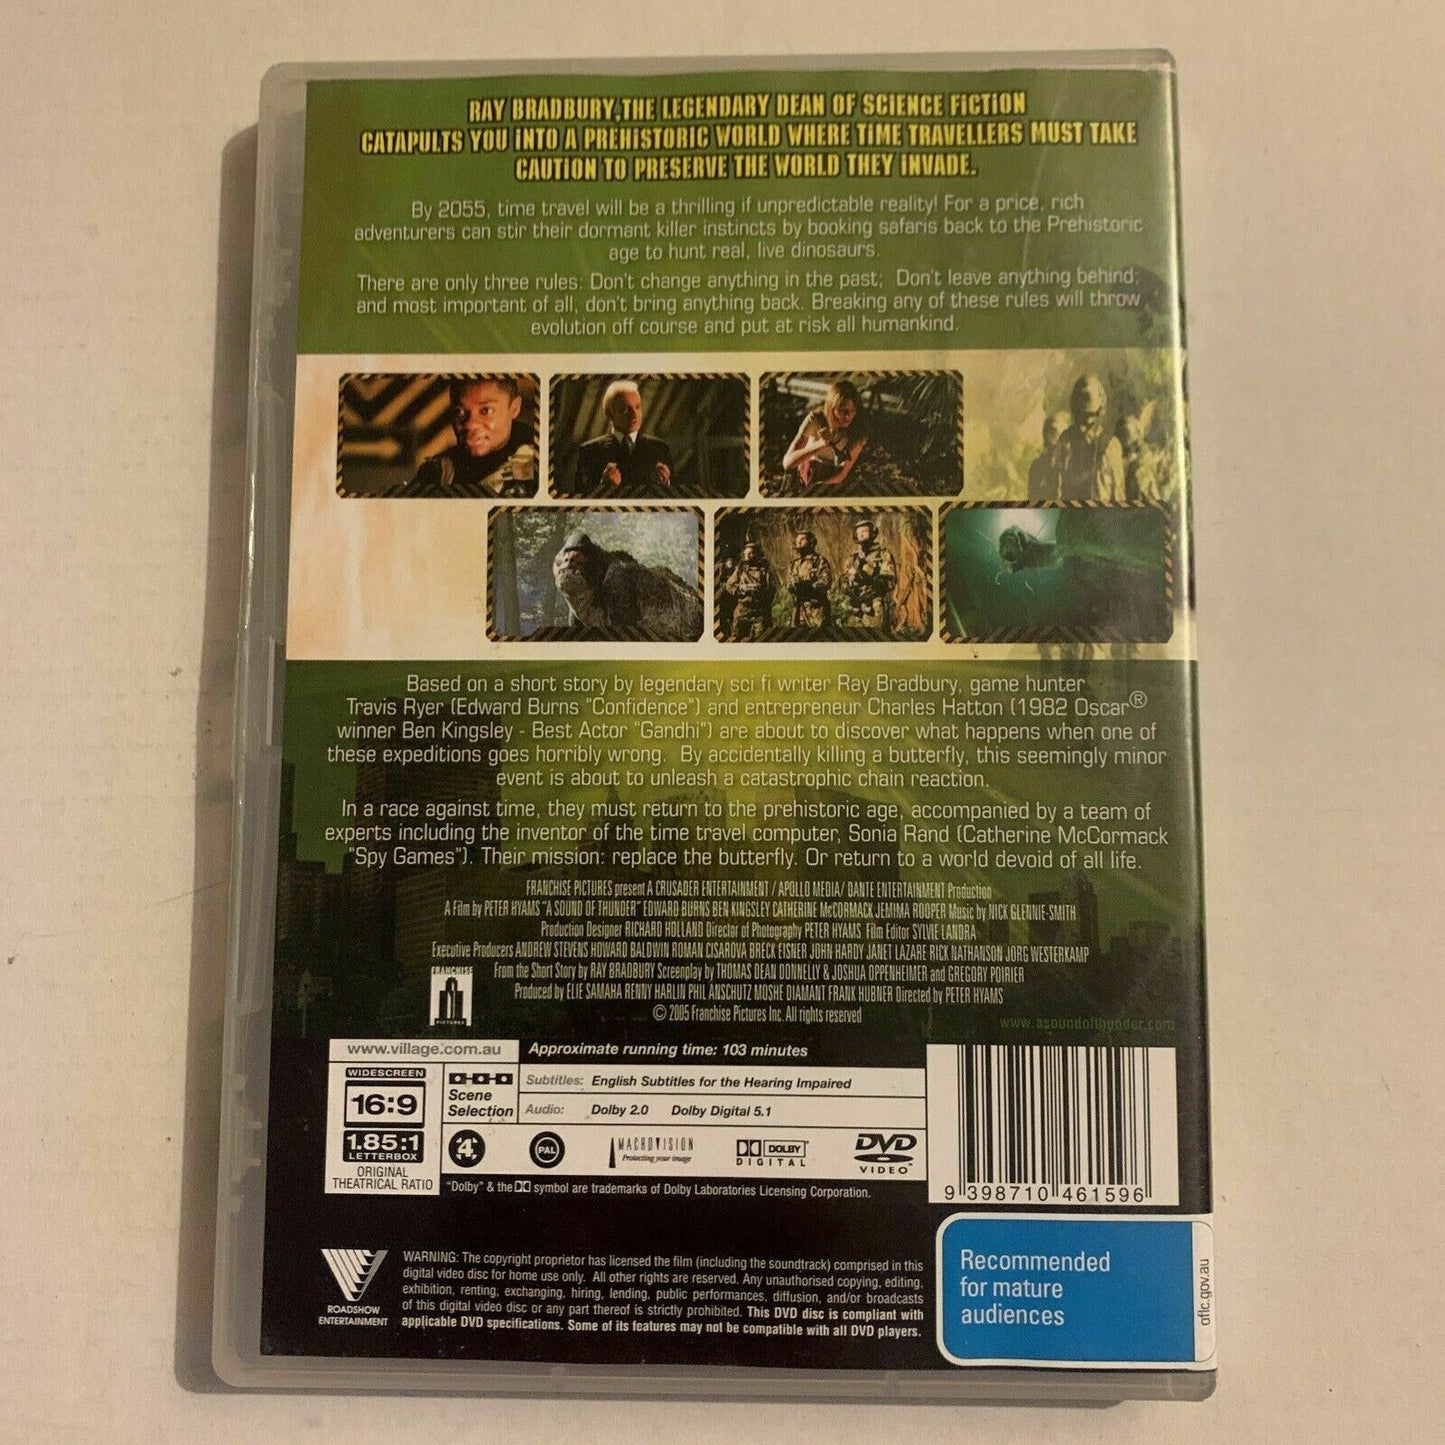 RAY BRADBURY, THE LEGENDARY DEAN OF SCIENCE FICTION
CATAPULTS YOU INTO A PREHISTORIC WORLD WHERE TIME TRAVELLERS MUST TAKE
CAUTION TO PRESERVE THE WORLD THEY INVADE.
By 2055, time travel will be a thrilling if unpredictable reality! For a price, rich
adventurers can stir their dormant killer instincts by booking safaris back to the Prehistoric
age to hunt real, live dinosaurs.
There are only three rules: Don't change anything in the past; Don't leave anything behind;
and most important of all, don't bring anything back. Breaking any of these rules will throw
evolution off course and put at risk all humankind.
Based on a short story by legendary sci fi writer Ray Bradbury, game hunter
Travis Ryer (Edward Burns "Confidence") and entrepreneur Charles Hatton (1982 Oscar®
winner Ben Kingsley - Best Actor "Gandhi") are about to discover what happens when one of
these expeditions goes horribly wrong. By accidentally killing a butterfly, this seemingly minor
event is about to unleash a catastrophic chain reaction.
In a race against time, they must return to the prehistoric age, accompanied by a team of
experts including the inventor of the time travel computer, Sonia Rand (Catherine McCormack
"Spy Games"). Their mission: replace the butterfly. Or return to a world devoid of all life.
FRANCHISE PICTURES present A CRUSADER ENTERTAINMENT / APOLLO MEDIA/ DANTE ENTERTAINMENT Production
A Film by PETER HYAMS "A SOUND OF THUNDER" EDWARD BURNS BEN KINGSLEY CATHERINE McCORMACK JEMIMA ROOPER Music by NICK GLENNIE-SMITH
Production Designer RICHARD HOLLAND Director of Photography PETER HYAMS Film Editor SYLVIE LANDRA
Executive Producers ANDREW STEVENS HOWARD BALDWIN ROMAN CISAROVA BRECK EISNER JOHN HARDY JANET LAZARE RICK NATHANSON JORG WESTERKAMP
From the Short Story by RAY BRADBURY Screenplay by THOMAS DEAN DONNELLY & JOSHUA OPPENHEIMER and GREGORY POIRIER
Produced by ELIE SAMAHA RENNY HARLIN PHIL ANSCHUTZ MOSHE DIAMANT FRANK HUBNER Directed by PETER HYAMS
© 2005 Franchise Pictures Inc. All rights reserved
FRANCHISE
PICTURES
www.asoundofthunder.com
www.village.com.au
Approximate running time: 103 minutes
WIDESCREEN
16:9
1.85:1
LETTERBOX
ORIGINAL
THEATRICAL RATIO
Scene
Selection
Subtitles: English Subtitles for the Hearing Impaired
Audio: Dolby 2.0 Dolby Digital 5.1
4
PAL
MACROVISION
Protecting your image
DOLBY
DIGITAL
DVD
VIDEO™
"Dolby" & the DD symbol are trademarks of Dolby Laboratories Licensing Corporation.
9 398710 461596
ROADSHOW
ENTERTAINMENT
WARNING: The copyright proprietor has licensed the film (including the soundtrack) comprised in this
digital video disc for home use only. All other rights are reserved. Any unauthorised copying, editing,
exhibition, renting, exchanging, hiring, lending, public performances, diffusion, and/or broadcasts
of this digital video disc or any part thereof is strictly prohibited. This DVD disc is compliant with
applicable DVD specifications. Some of its features may not be compatible with all DVD players.
Recommended
for mature
audiences
oflc.gov.au